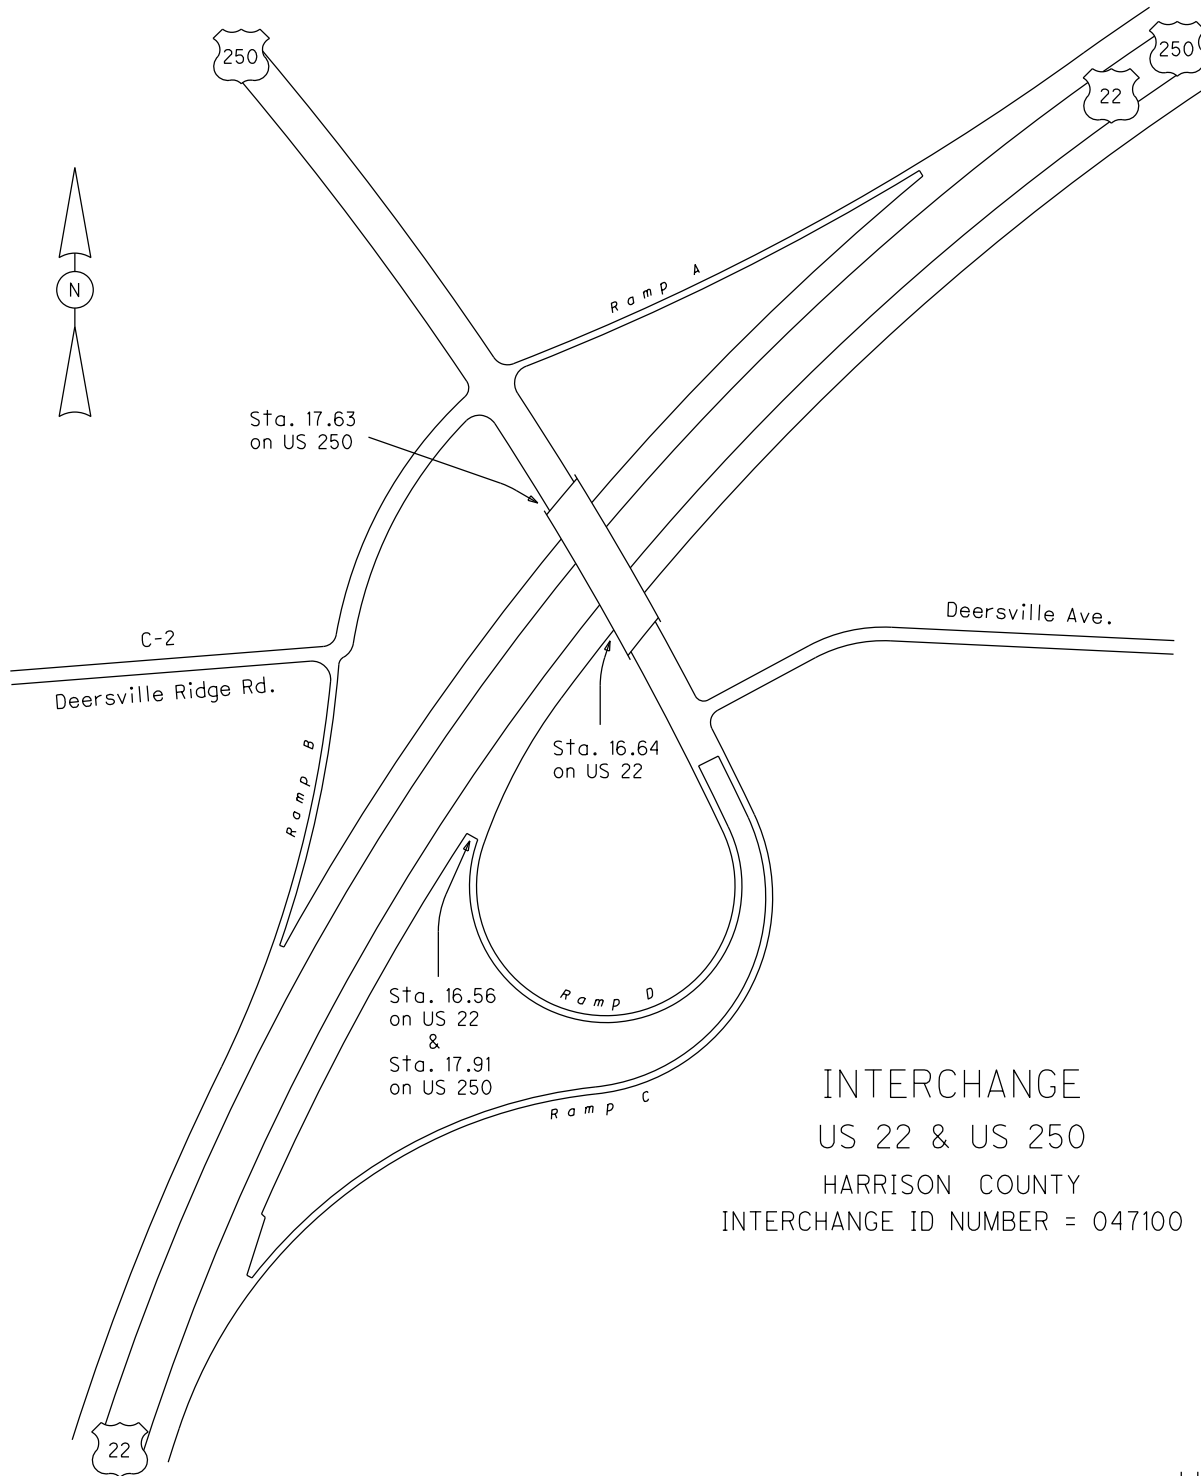 250
250
22
N
Ramp A
Sta. 17.63
on US 250
C-2
Deersville Ave.
Deersville Ridge Rd.
Ramp B
Sta. 16.64
on US 22
Ramp D
Sta. 16.56
on US 22
&
Sta. 17.91
on US 250
Ramp C
INTERCHANGE
US 22 & US 250
HARRISON COUNTY
INTERCHANGE ID NUMBER = 047100
22